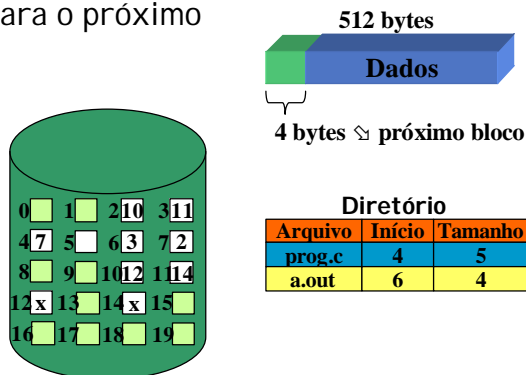 ara o próximo
512 bytes
Dados
4 bytes ⇘ próximo bloco
0 1 2 10 3 11
4 7 5 6 3 7 2
8 9 10 12 11 14
12 x 13 14 x 15
16 17 18 19
Diretório
Arquivo Início Tamanho
prog.c 4 5
a.out 6 4